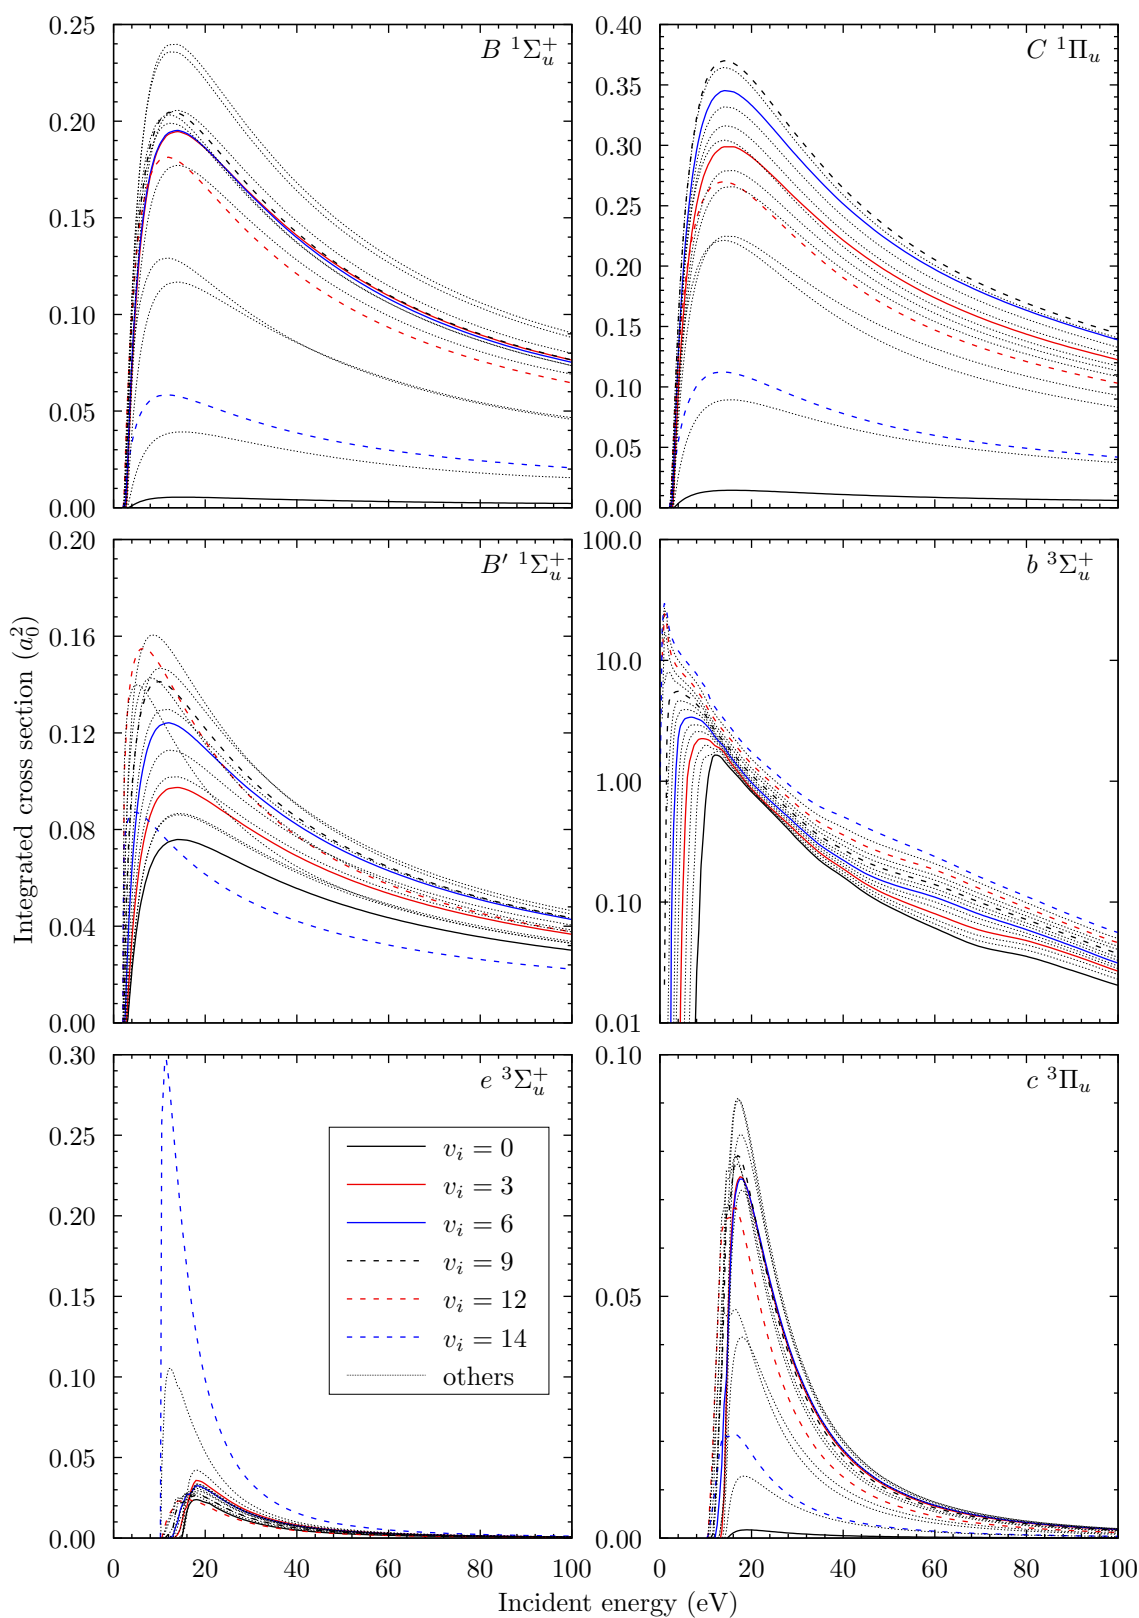 B ¹Σᵤ⁺
0.25
0.20
0.15
0.10
0.05
0.00
C ¹Πᵤ
0.40
0.35
0.30
0.25
0.20
0.15
0.10
0.05
0.00
B′ ¹Σᵤ⁺
0.20
0.16
0.12
0.08
0.04
0.00
b ³Σᵤ⁺
100.0
10.0
1.00
0.10
0.01
Integrated cross section (a₀²)
e ³Σᵤ⁺
0.30
0.25
0.20
0.15
0.10
0.05
0.00
vᵢ = 0
vᵢ = 3
vᵢ = 6
vᵢ = 9
vᵢ = 12
vᵢ = 14
others
c ³Πᵤ
0.10
0.05
0.00
0 20 40 60 80 100
0 20 40 60 80 100
Incident energy (eV)